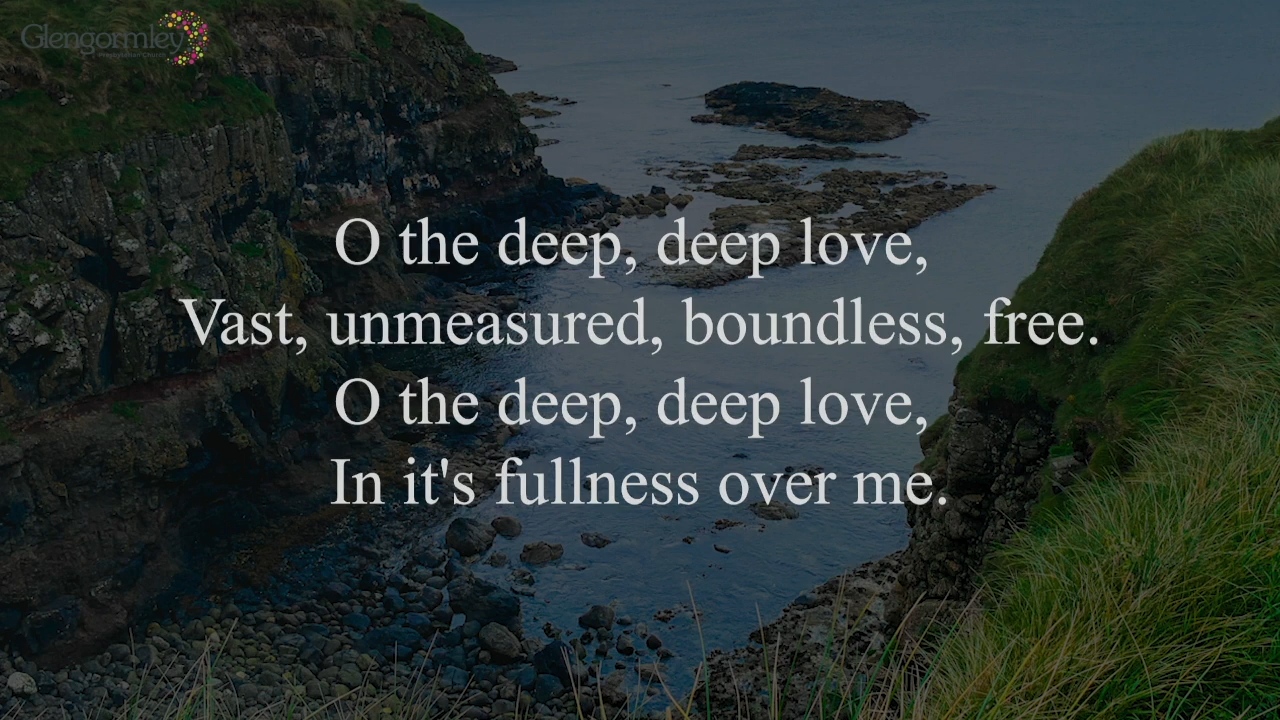 Glengormley
O the deep, deep love,
Vast, unmeasured, boundless, free.
O the deep, deep love,
In it's fullness over me.